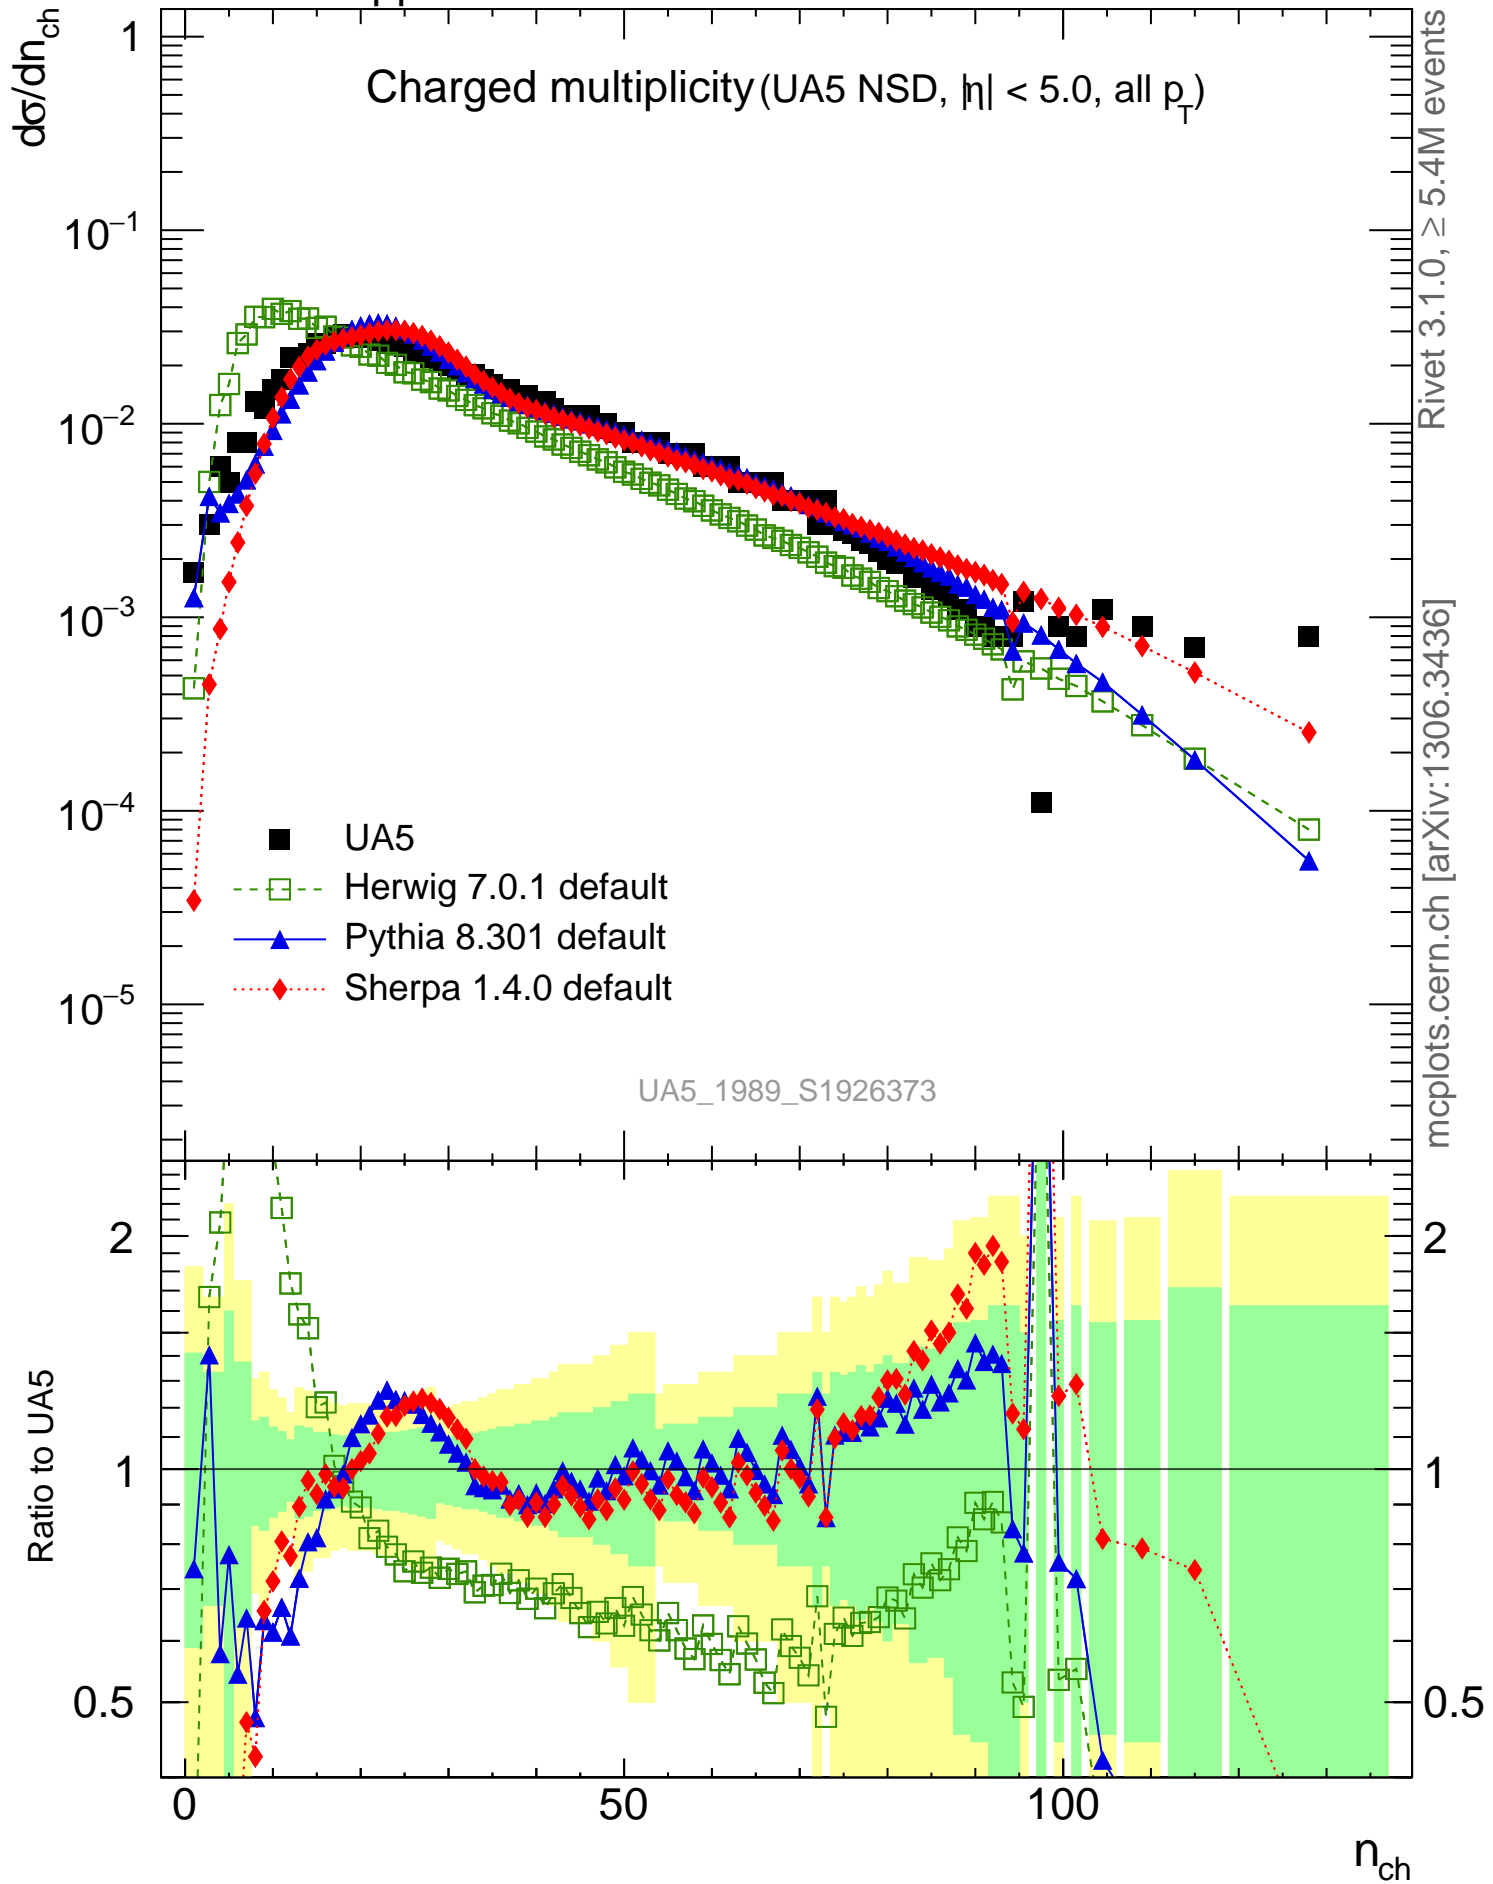 pp
dσ/dn_ch
Charged multiplicity (UA5 NSD, |η| < 5.0, all p_T)
1
10^−1
10^−2
10^−3
10^−4
10^−5
UA5
Herwig 7.0.1 default
Pythia 8.301 default
Sherpa 1.4.0 default
UA5_1989_S1926373
Rivet 3.1.0, ≥ 5.4M events
mcplots.cern.ch [arXiv:1306.3436]
Ratio to UA5
2
1
0.5
2
1
0.5
0
50
100
n_ch